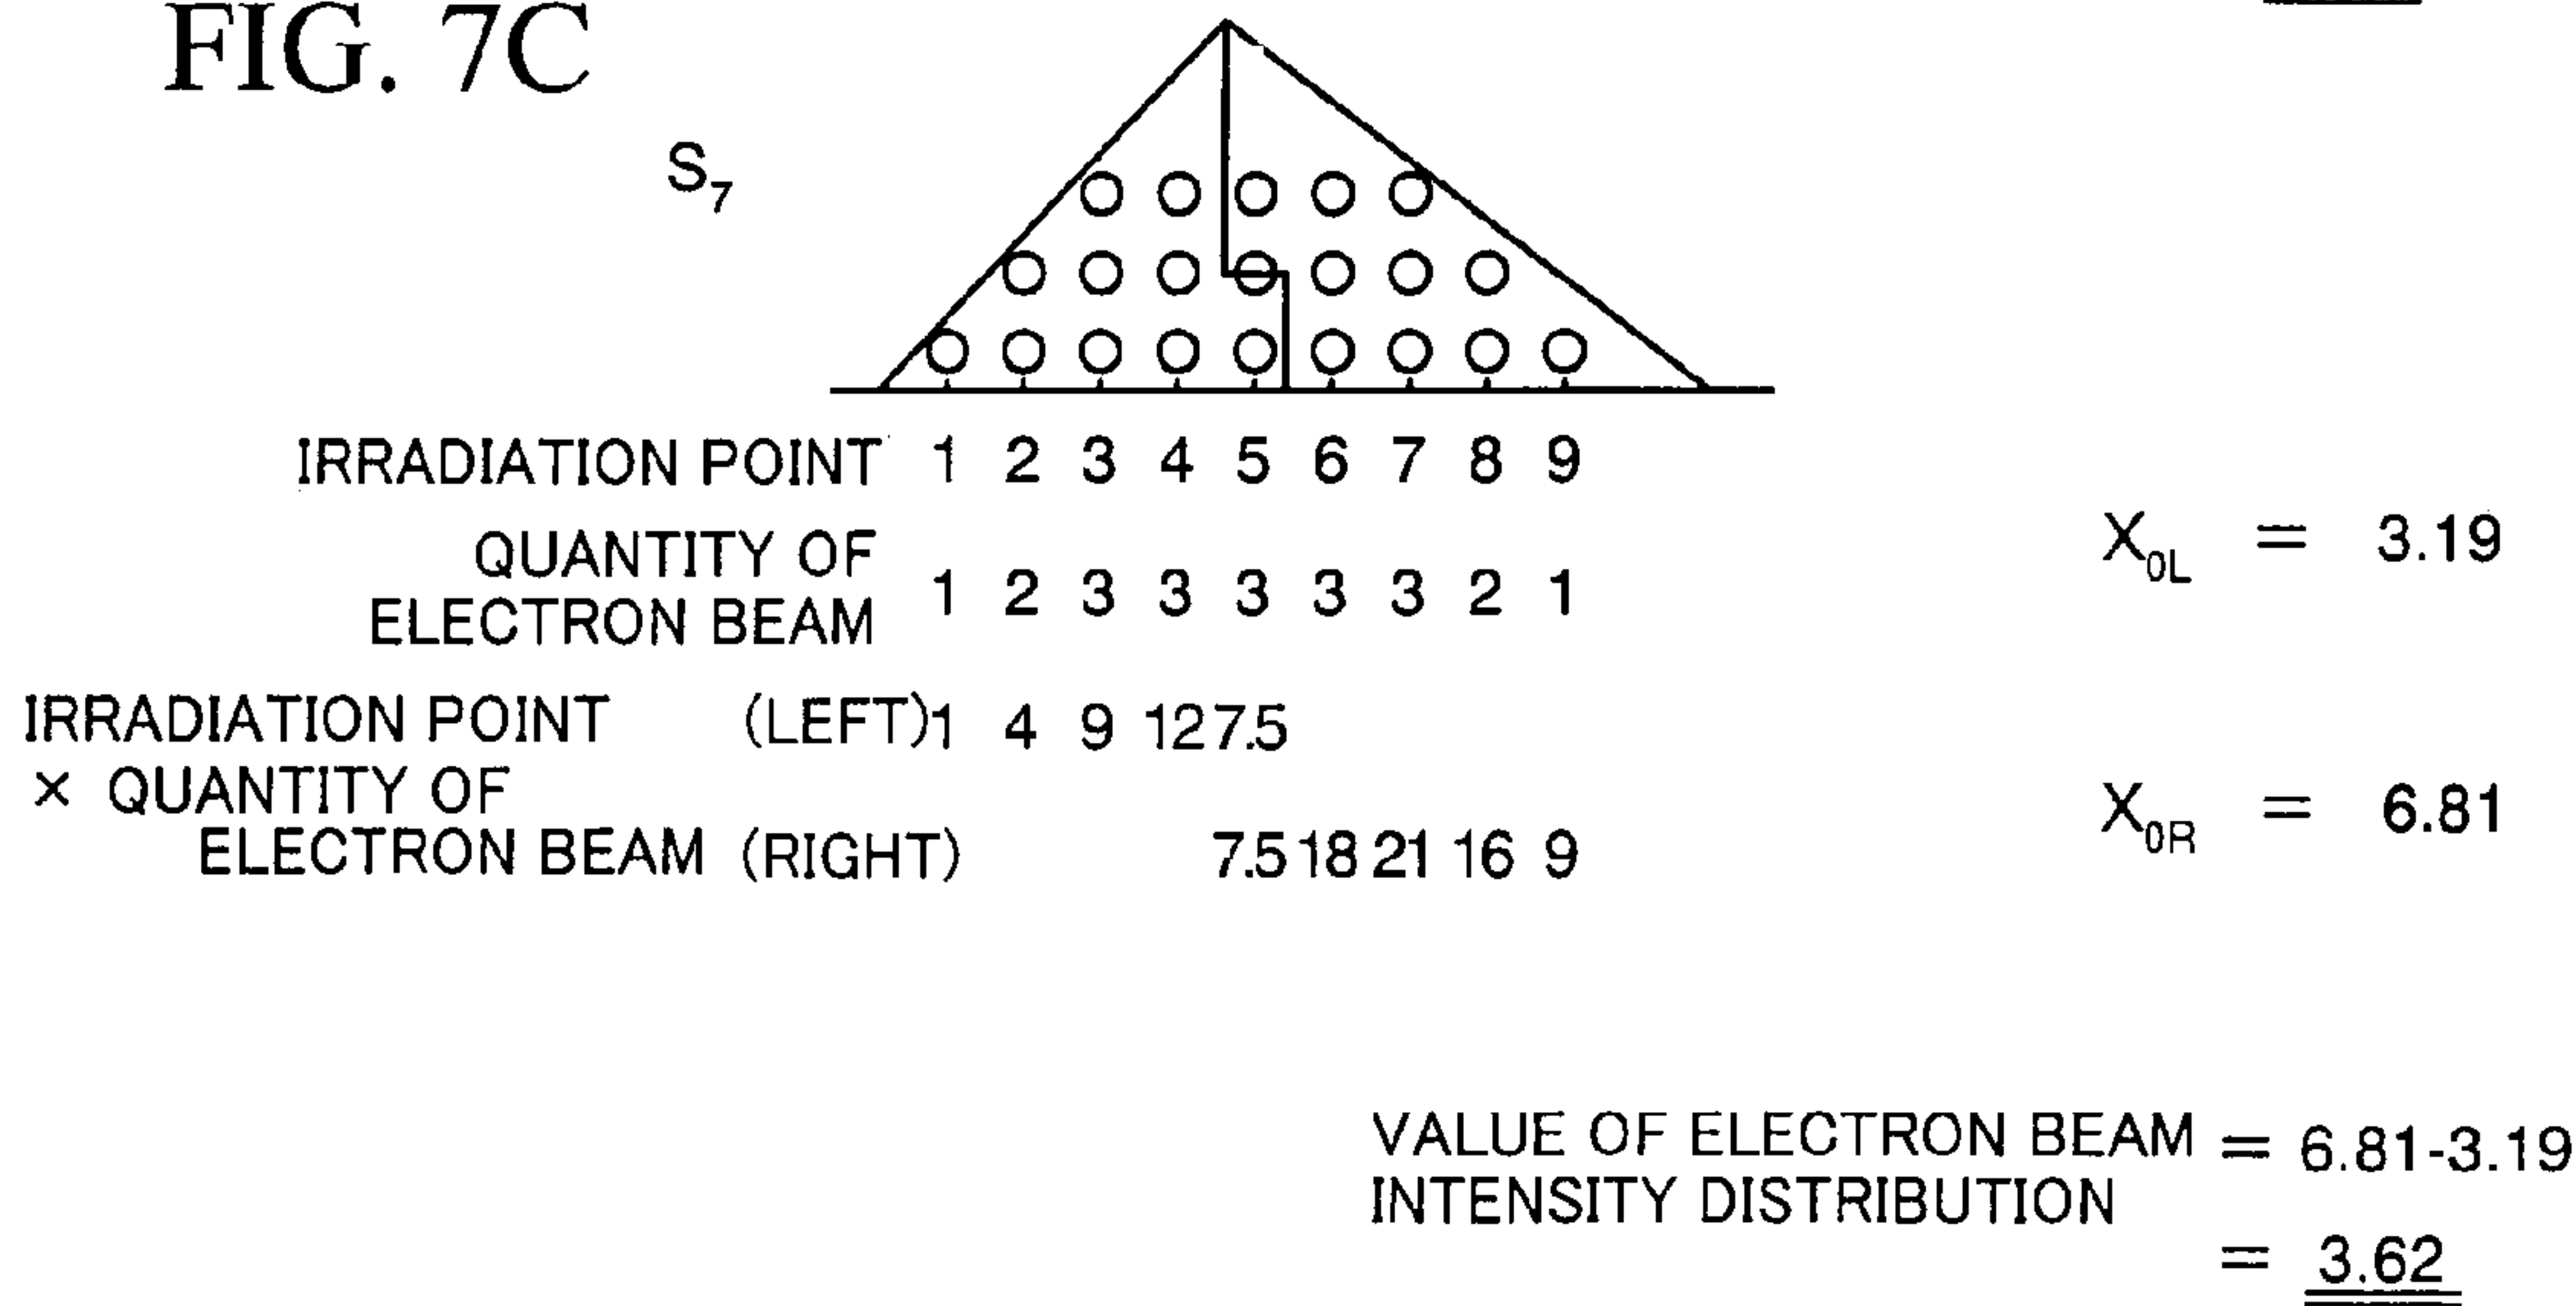 FIG. 7C
S₇
IRRADIATION POINT 1 2 3 4 5 6 7 8 9
QUANTITY OF
ELECTRON BEAM 1 2 3 3 3 3 3 2 1
X₀L = 3.19
IRRADIATION POINT (LEFT) 1 4 9 12 7.5
× QUANTITY OF
ELECTRON BEAM (RIGHT) 7.5 18 21 16 9
X₀R = 6.81
VALUE OF ELECTRON BEAM = 6.81-3.19
INTENSITY DISTRIBUTION
= 3.62